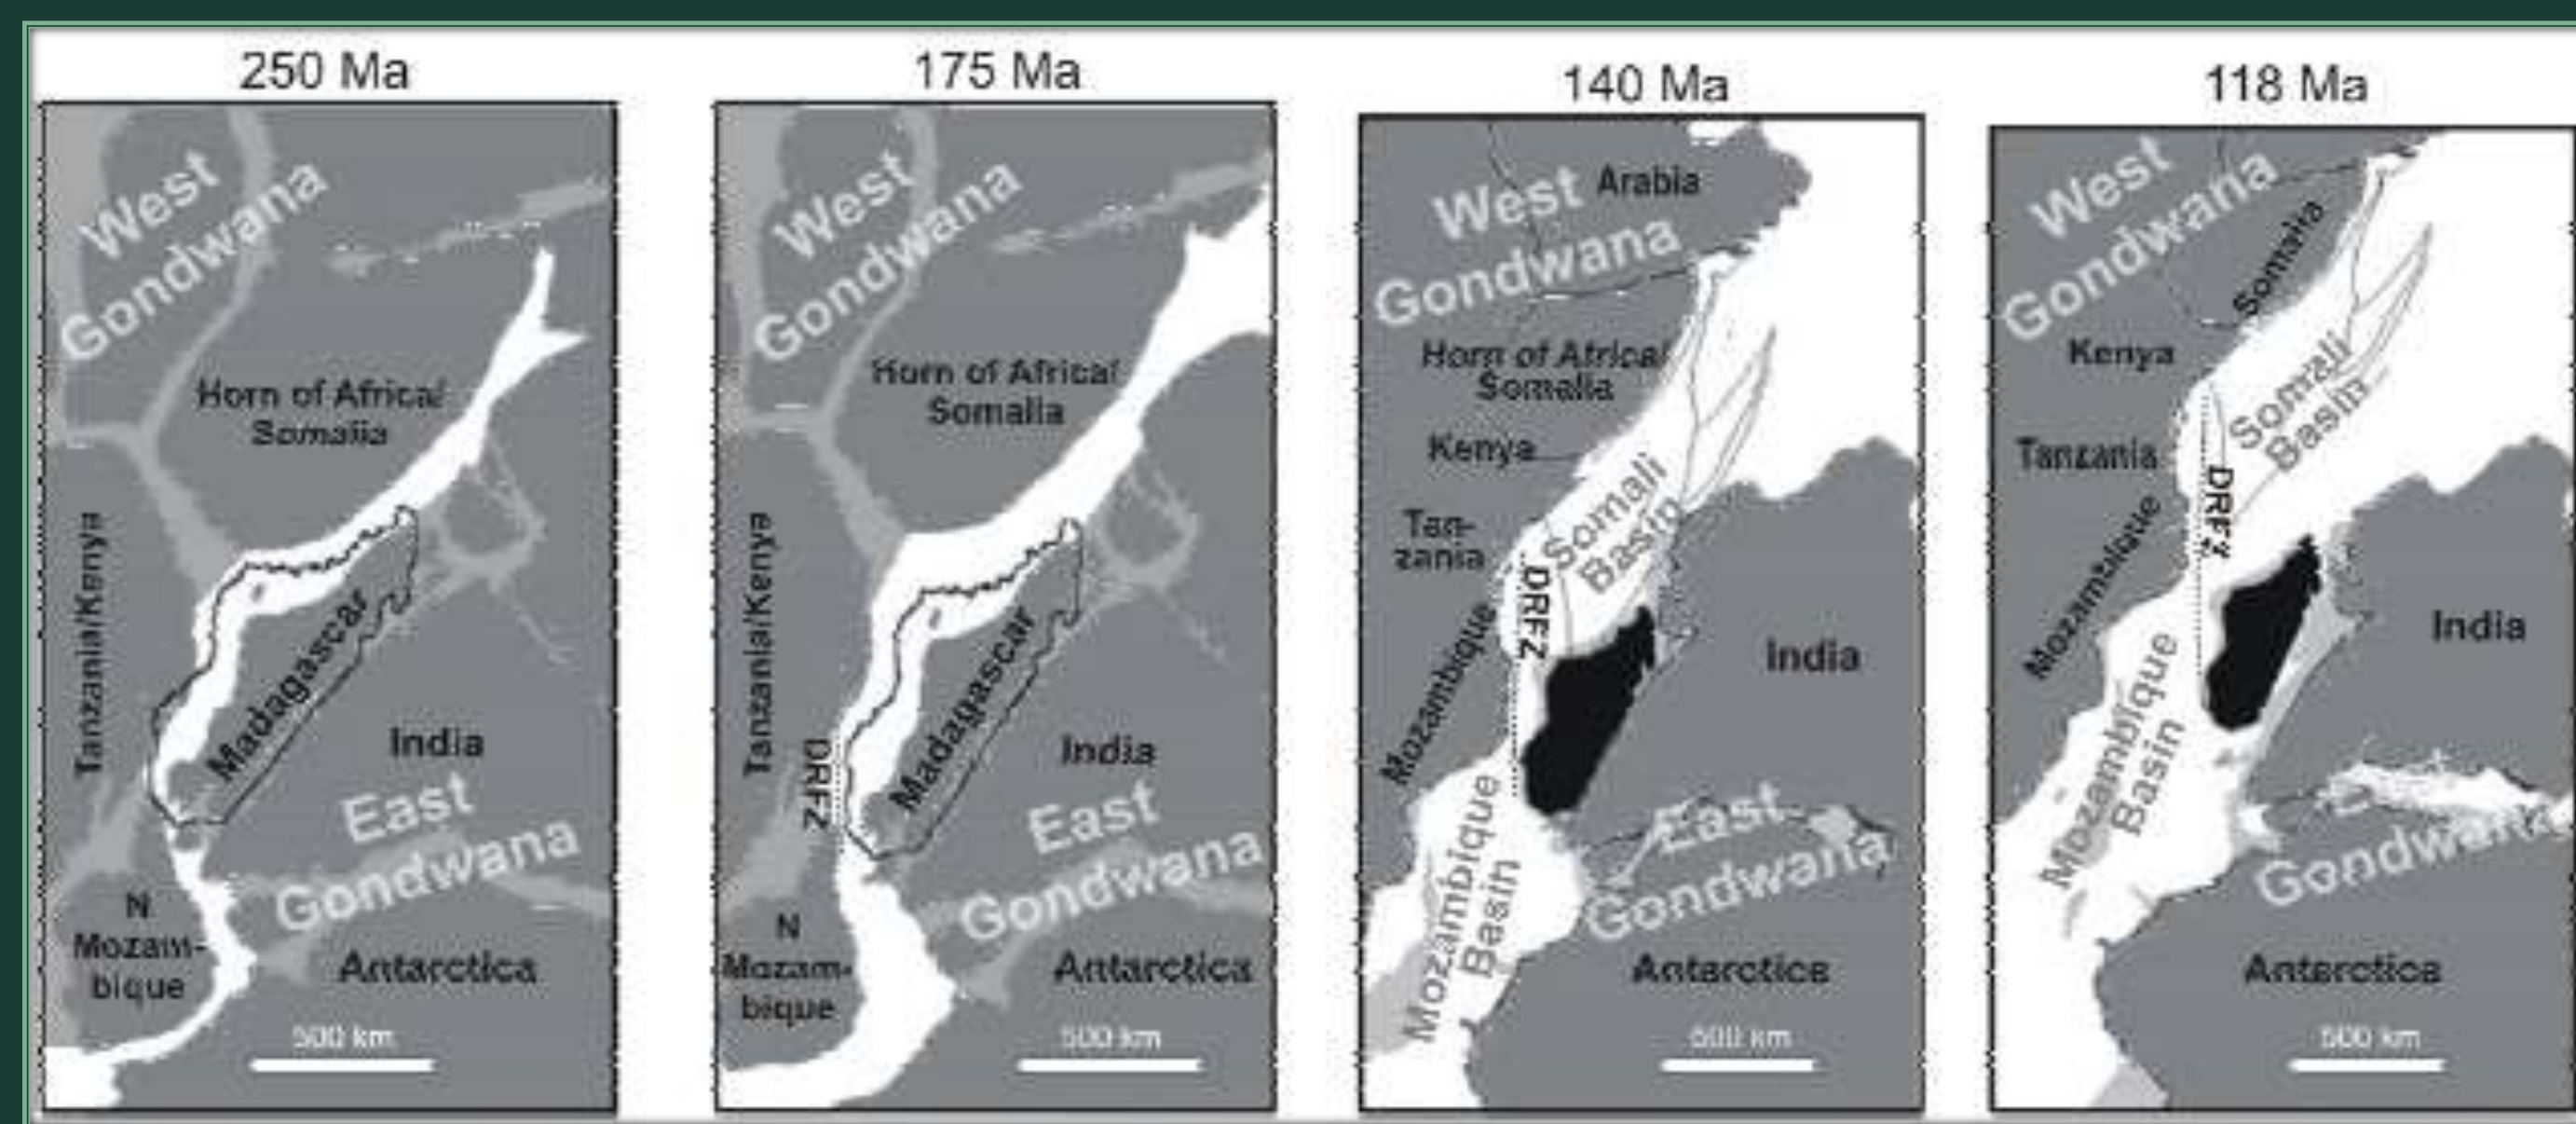 250 Ma
West
Gondwana
Horn of Africa/
Somalia
Tanzania/Kenya
Madagascar
India
East
Gondwana
N
Mozam-
bique
Antarctica
500 km
175 Ma
West
Gondwana
Horn of Africa/
Somalia
Tanzania/Kenya
DRFZ
Madagascar
India
East
Gondwana
N
Mozam-
bique
Antarctica
500 km
140 Ma
Arabia
West
Gondwana
Horn of Africa/
Somalia
Kenya
Tan-
zania
Somali
Basin
DRFZ
Mozambique
India
East
Gondwana
Mozambique
Basin
Antarctica
500 km
118 Ma
West
Gondwana
Somalia
Kenya
Somali
Basin
Tanzania
DRFZ
Mozambique
India
Mozambique
Basin
Gondwana
Antarctica
500 km